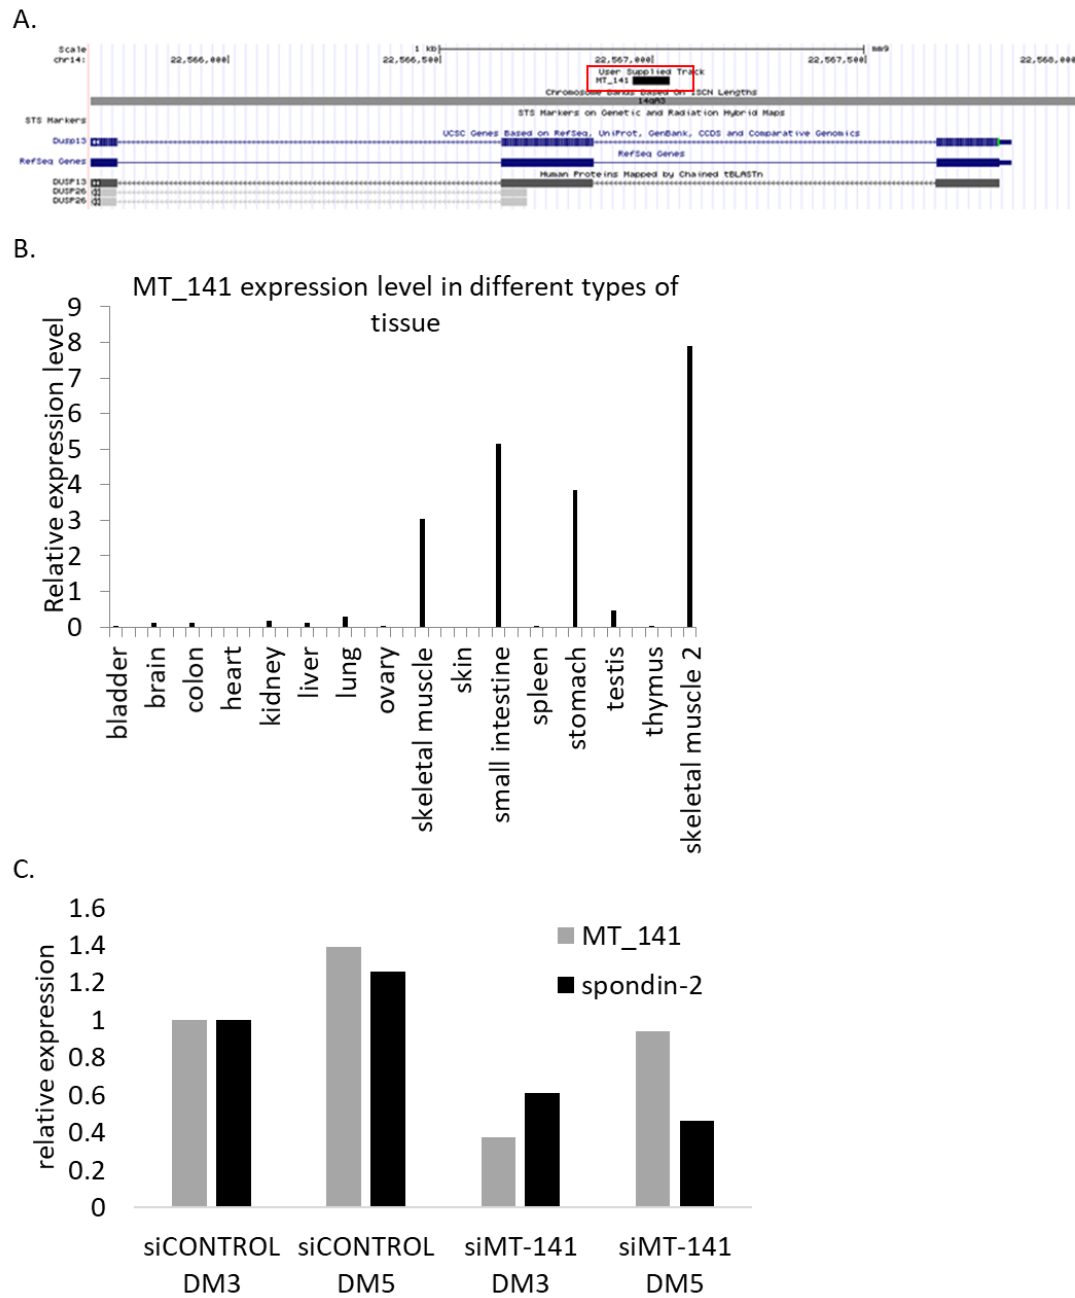 A.
Scale
1 kb
mm9
chr14:
22,566,000
22,566,500
22,567,000
22,567,500
22,568,000
User Supplied Track
MT_141
Chromosome Bands Based On ISCN Lengths
14qA3
STS Markers on Genetic and Radiation Hybrid Maps
STS Markers
UCSC Genes Based on RefSeq, UniProt, GenBank, CCDS and Comparative Genomics
Dusp13
RefSeq Genes
RefSeq Genes
Human Proteins Mapped by Chained tBLASTn
DUSP13
DUSP26
DUSP26
B.
MT_141 expression level in different types of
tissue
Relative expression level
9
8
7
6
5
4
3
2
1
0
bladder
brain
colon
heart
kidney
liver
lung
ovary
skeletal muscle
skin
small intestine
spleen
stomach
testis
thymus
skeletal muscle 2
C.
relative expression
1.6
1.4
1.2
1
0.8
0.6
0.4
0.2
0
MT_141
spondin-2
siCONTROL
DM3
siCONTROL
DM5
siMT-141
DM3
siMT-141
DM5